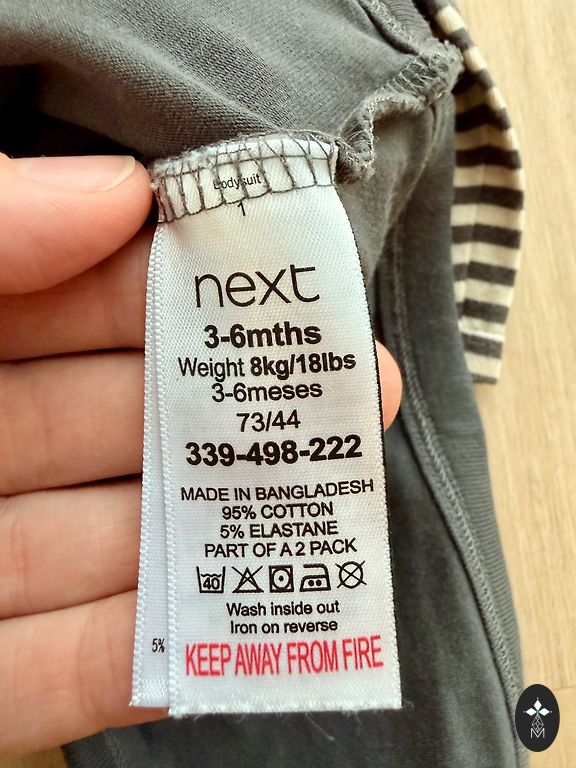 Bodysuit
1
next
3-6mths
Weight 8kg/18lbs
3-6meses
73/44
339-498-222
MADE IN BANGLADESH
95% COTTON
5% ELASTANE
PART OF A 2 PACK
40
Wash inside out
Iron on reverse
5%
KEEP AWAY FROM FIRE
M